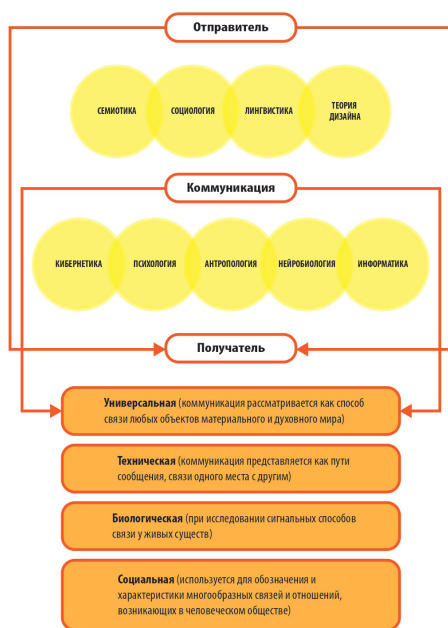 Отправитель
СЕМИОТИКА
СОЦИОЛОГИЯ
ЛИНГВИСТИКА
ТЕОРИЯ
ДИЗАЙНА
Коммуникация
КИБЕРНЕТИКА
ПСИХОЛОГИЯ
АНТРОПОЛОГИЯ
НЕЙРОБИОЛОГИЯ
ИНФОРМАТИКА
Получатель
Универсальная (коммуникация рассматривается как способ
связи любых объектов материального и духовного мира)
Техническая (коммуникация представляется как пути
сообщения, связи одного места с другим)
Биологическая (при исследовании сигнальных способов
связи у живых существ)
Социальная (используется для обозначения и
характеристики многообразных связей и отношений,
возникающих в человеческом обществе)